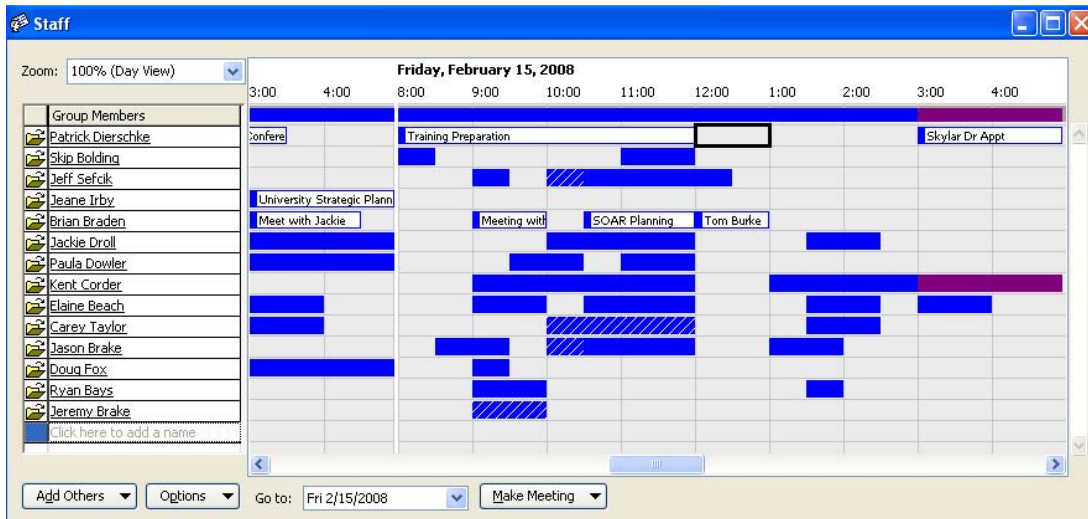 Staff
Zoom: 100% (Day View)
Friday, February 15, 2008
3:00 4:00 8:00 9:00 10:00 11:00 12:00 1:00 2:00 3:00 4:00
Group Members
Patrick Dierschke Confere Training Preparation Skylar Dr Appt
Skip Bolding
Jeff Sefcik
Jeane Irby University Strategic Plann
Brian Braden Meet with Jackie Meeting with SOAR Planning Tom Burke
Jackie Droll
Paula Dowler
Kent Corder
Elaine Beach
Carey Taylor
Jason Brake
Doug Fox
Ryan Bays
Jeremy Brake
Click here to add a name
Add Others Options Go to: Fri 2/15/2008 Make Meeting